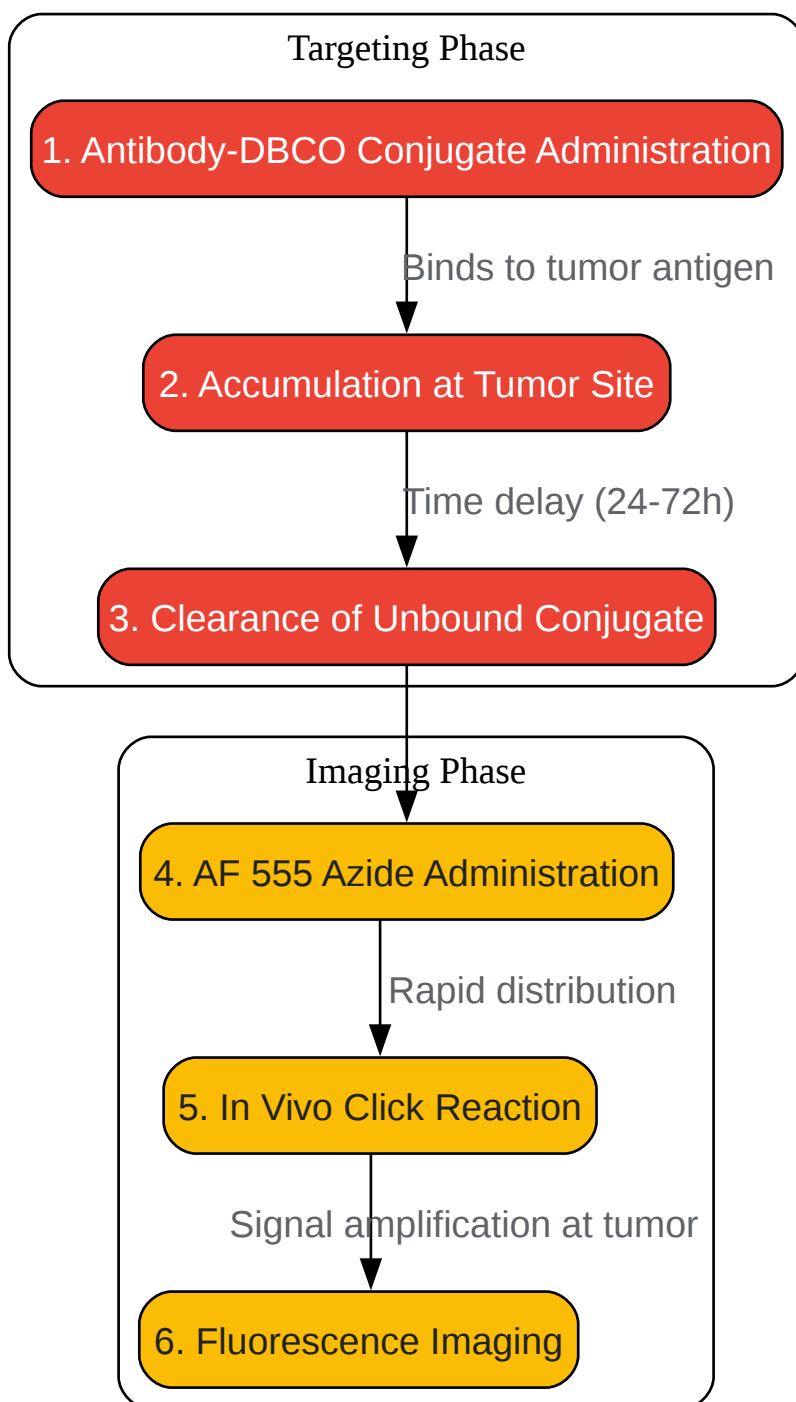 Targeting Phase
1. Antibody-DBCO Conjugate Administration
Binds to tumor antigen
2. Accumulation at Tumor Site
Time delay (24-72h)
3. Clearance of Unbound Conjugate
Imaging Phase
4. AF 555 Azide Administration
Rapid distribution
5. In Vivo Click Reaction
Signal amplification at tumor
6. Fluorescence Imaging